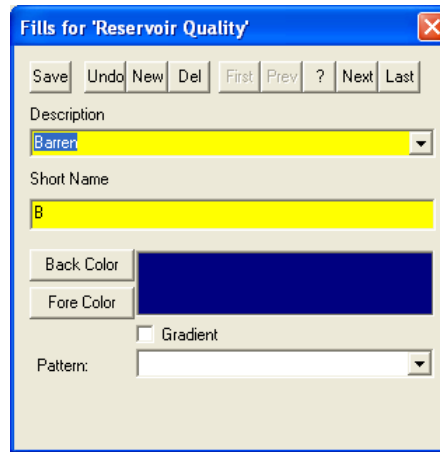 Fills for 'Reservoir Quality'
Save Undo New Del First Prev ? Next Last
Description
Barren
Short Name
B
Back Color
Fore Color
Gradient
Pattern: